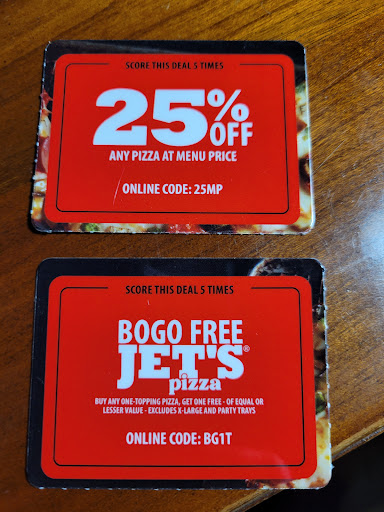 SCORE THIS DEAL 5 TIMES
25% OFF
ANY PIZZA AT MENU PRICE
ONLINE CODE: 25MP
SCORE THIS DEAL 5 TIMES
BOGO FREE
JET'S®
pizza
BUY ANY ONE-TOPPING PIZZA, GET ONE FREE - OF EQUAL OR
LESSER VALUE - EXCLUDES X-LARGE AND PARTY TRAYS
ONLINE CODE: BG1T